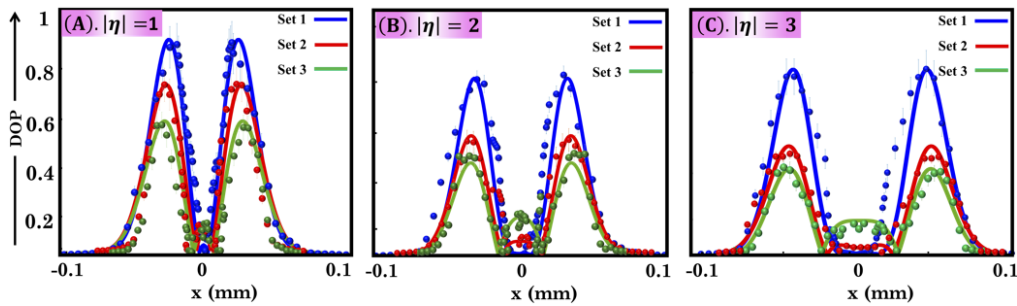 (A). |η| =1
Set 1
Set 2
Set 3
DOP
1
0.8
0.6
0.4
0.2
-0.1
0
0.1
x (mm)
(B). |η| = 2
Set 1
Set 2
Set 3
-0.1
0
0.1
x (mm)
(C). |η| = 3
Set 1
Set 2
Set 3
-0.1
0
0.1
x (mm)